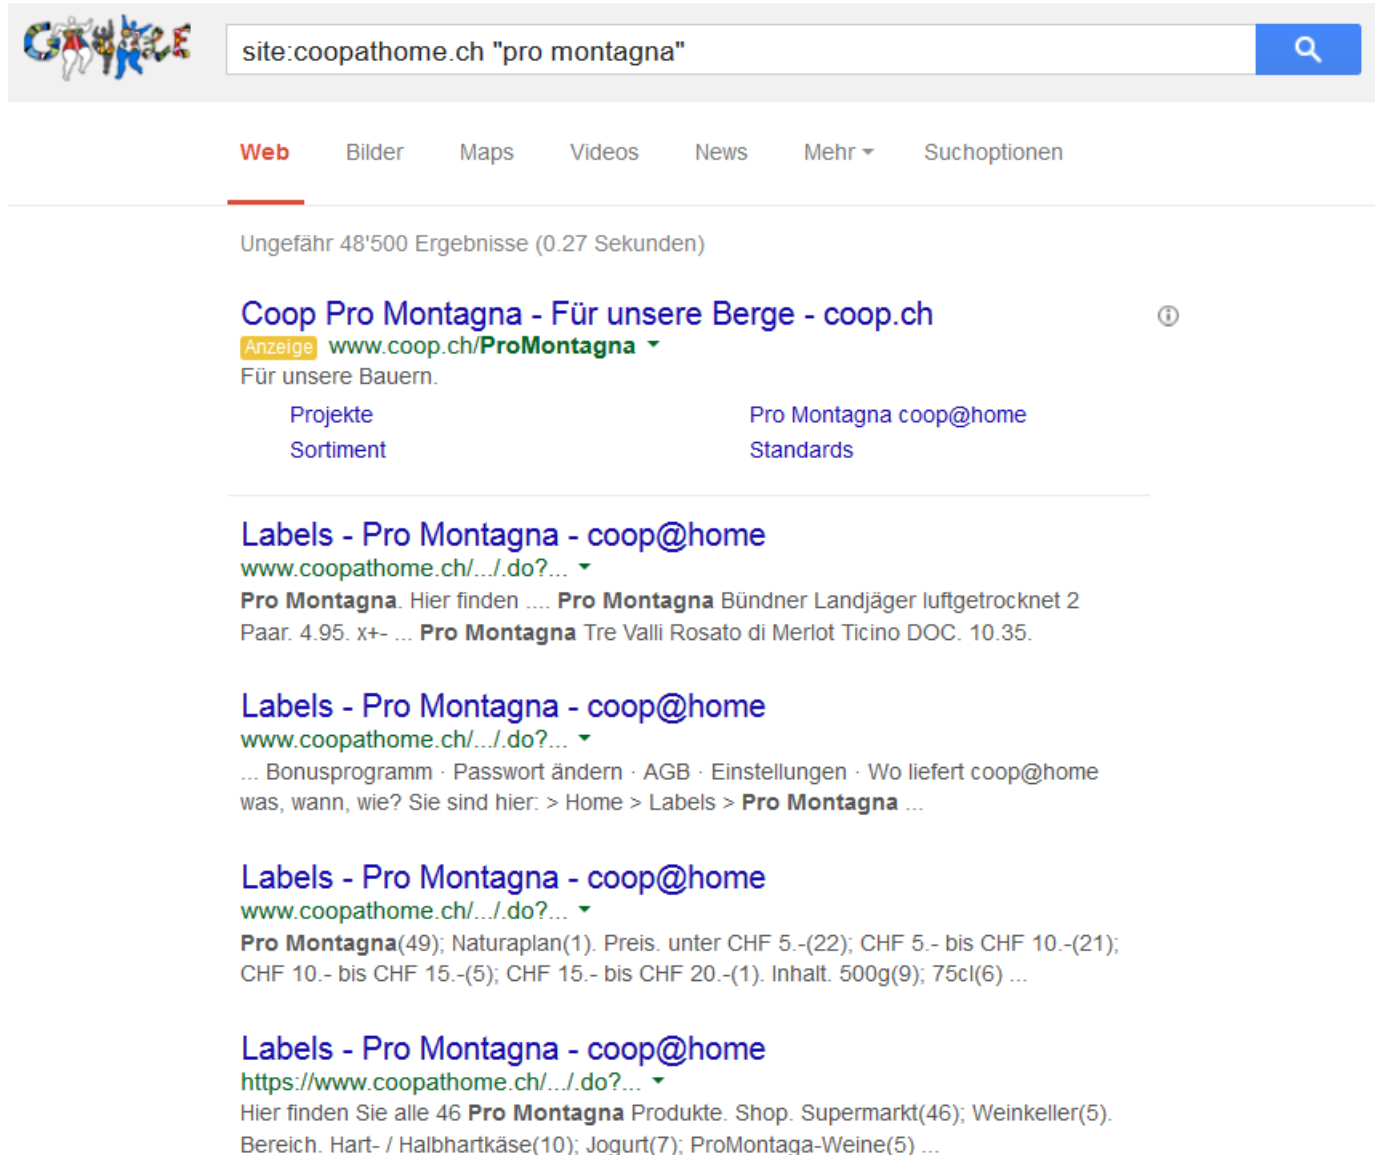 Google
site:coopathome.ch "pro montagna"
Web Bilder Maps Videos News Mehr Suchoptionen
Ungefähr 48'500 Ergebnisse (0.27 Sekunden)
Coop Pro Montagna - Für unsere Berge - coop.ch
Anzeige www.coop.ch/ProMontagna
Für unsere Bauern.
Projekte Pro Montagna coop@home
Sortiment Standards
Labels - Pro Montagna - coop@home
www.coopathome.ch/.../.do?...
Pro Montagna. Hier finden .... Pro Montagna Bündner Landjäger luftgetrocknet 2
Paar. 4.95. x+- ... Pro Montagna Tre Valli Rosato di Merlot Ticino DOC. 10.35.
Labels - Pro Montagna - coop@home
www.coopathome.ch/.../.do?...
... Bonusprogramm · Passwort ändern · AGB · Einstellungen · Wo liefert coop@home
was, wann, wie? Sie sind hier: > Home > Labels > Pro Montagna ...
Labels - Pro Montagna - coop@home
www.coopathome.ch/.../.do?...
Pro Montagna(49); Naturaplan(1). Preis. unter CHF 5.-(22); CHF 5.- bis CHF 10.-(21);
CHF 10.- bis CHF 15.-(5); CHF 15.- bis CHF 20.-(1). Inhalt. 500g(9); 75cl(6) ...
Labels - Pro Montagna - coop@home
https://www.coopathome.ch/.../.do?...
Hier finden Sie alle 46 Pro Montagna Produkte. Shop. Supermarkt(46); Weinkeller(5).
Bereich. Hart- / Halbhartkäse(10); Jogurt(7); ProMontaga-Weine(5) ...